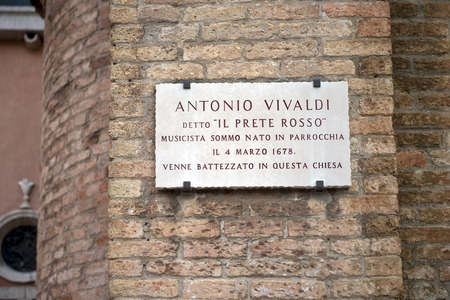 ANTONIO VIVALDI
DETTO "IL PRETE ROSSO"
MUSICISTA SOMMO NATO IN PARROCCHIA
IL 4 MARZO 1678.
VENNE BATTEZZATO IN QUESTA CHIESA